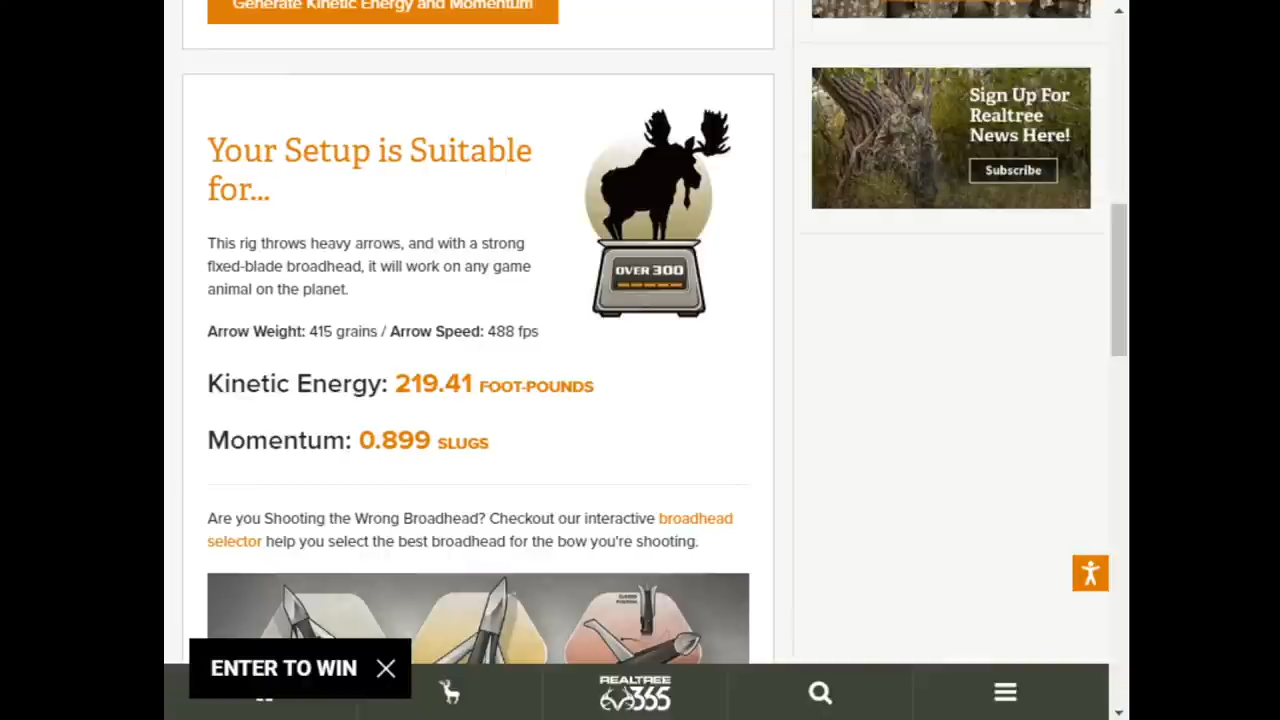 Generate Kinetic Energy and Momentum
Your Setup is Suitable
for...
This rig throws heavy arrows, and with a strong
fixed-blade broadhead, it will work on any game
animal on the planet.
Arrow Weight: 415 grains / Arrow Speed: 488 fps
OVER 300
Kinetic Energy: 219.41 FOOT-POUNDS
Momentum: 0.899 SLUGS
Are you Shooting the Wrong Broadhead? Checkout our interactive broadhead
selector help you select the best broadhead for the bow you're shooting.
Sign Up For
Realtree
News Here!
Subscribe
ENTER TO WIN
REALTREE
365